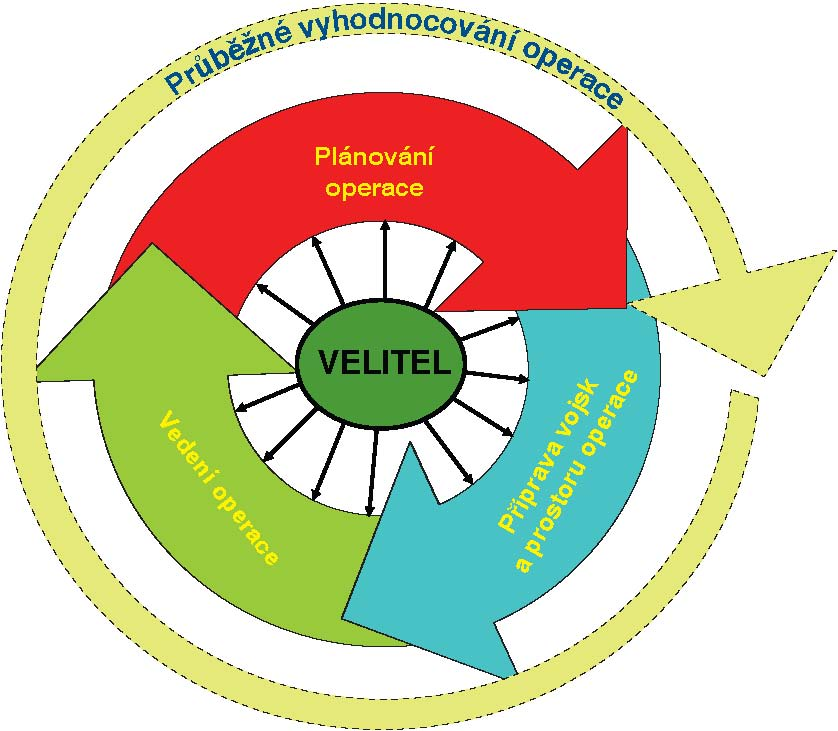 Průběžné vyhodnocování operace
Plánování
operace
VELITEL
Příprava vojsk
a prostoru operace
Vedení operace